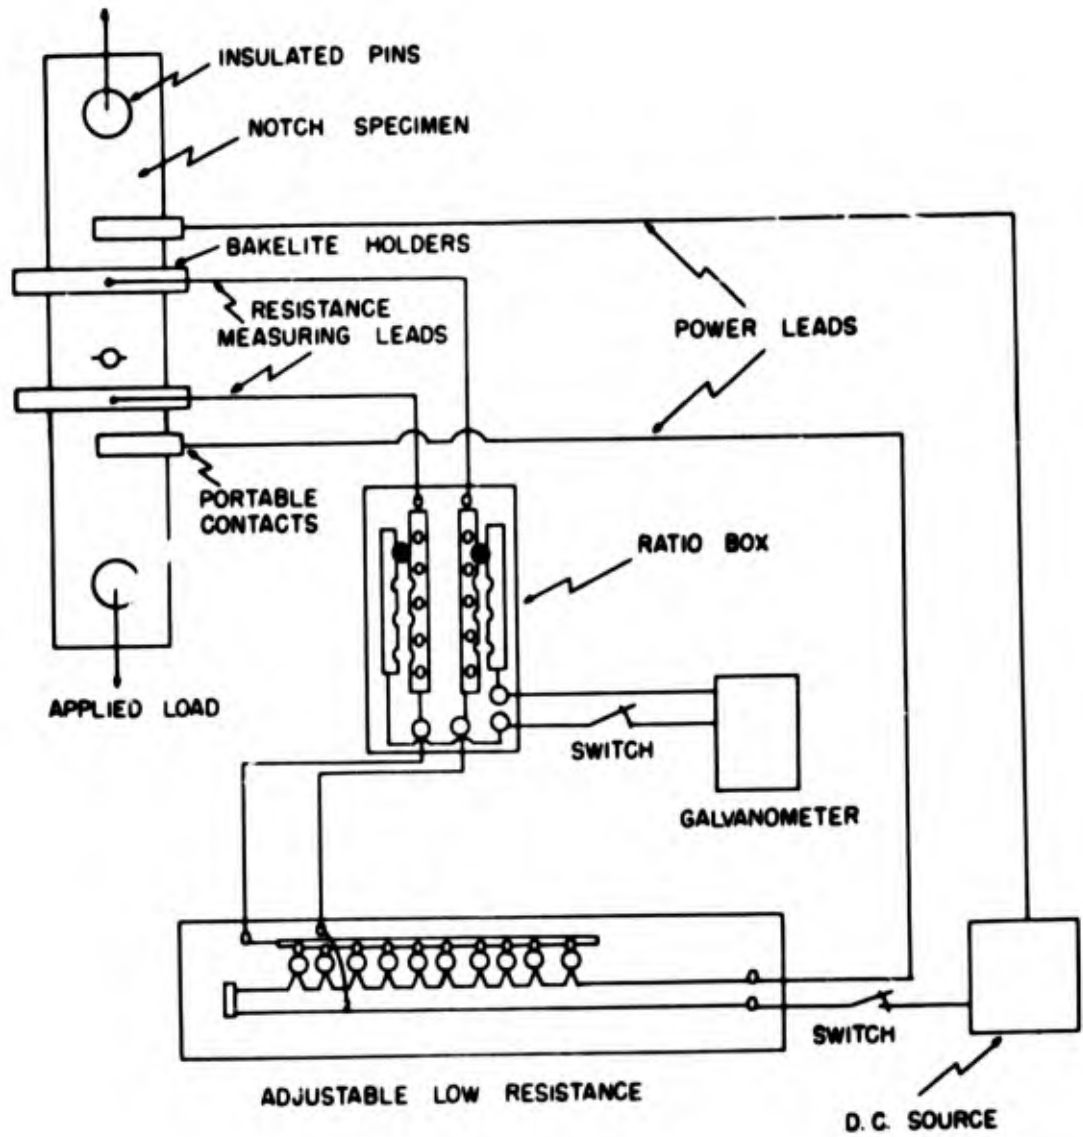 INSULATED PINS
NOTCH SPECIMEN
BAKELITE HOLDERS
RESISTANCE
MEASURING LEADS
POWER LEADS
PORTABLE
CONTACTS
RATIO BOX
APPLIED LOAD
SWITCH
GALVANOMETER
SWITCH
ADJUSTABLE LOW RESISTANCE
D.C. SOURCE